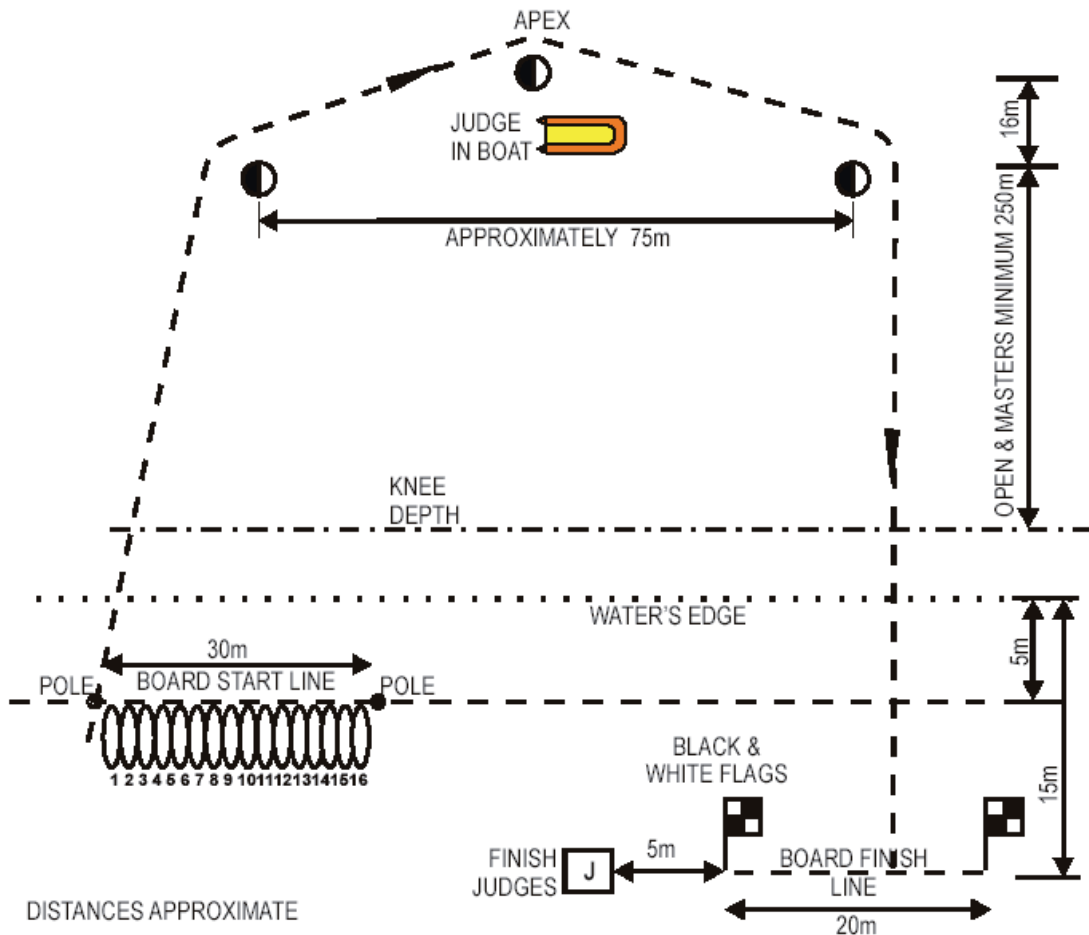 APEX
JUDGE
IN BOAT
16m
APPROXIMATELY 75m
OPEN & MASTERS MINIMUM 250m
KNEE
DEPTH
WATER'S EDGE
30m
5m
POLE
BOARD START LINE
POLE
1 2 3 4 5 6 7 8 9 10 11 12 13 14 15 16
BLACK &
WHITE FLAGS
15m
FINISH
JUDGES
J
5m
BOARD FINISH
LINE
20m
DISTANCES APPROXIMATE